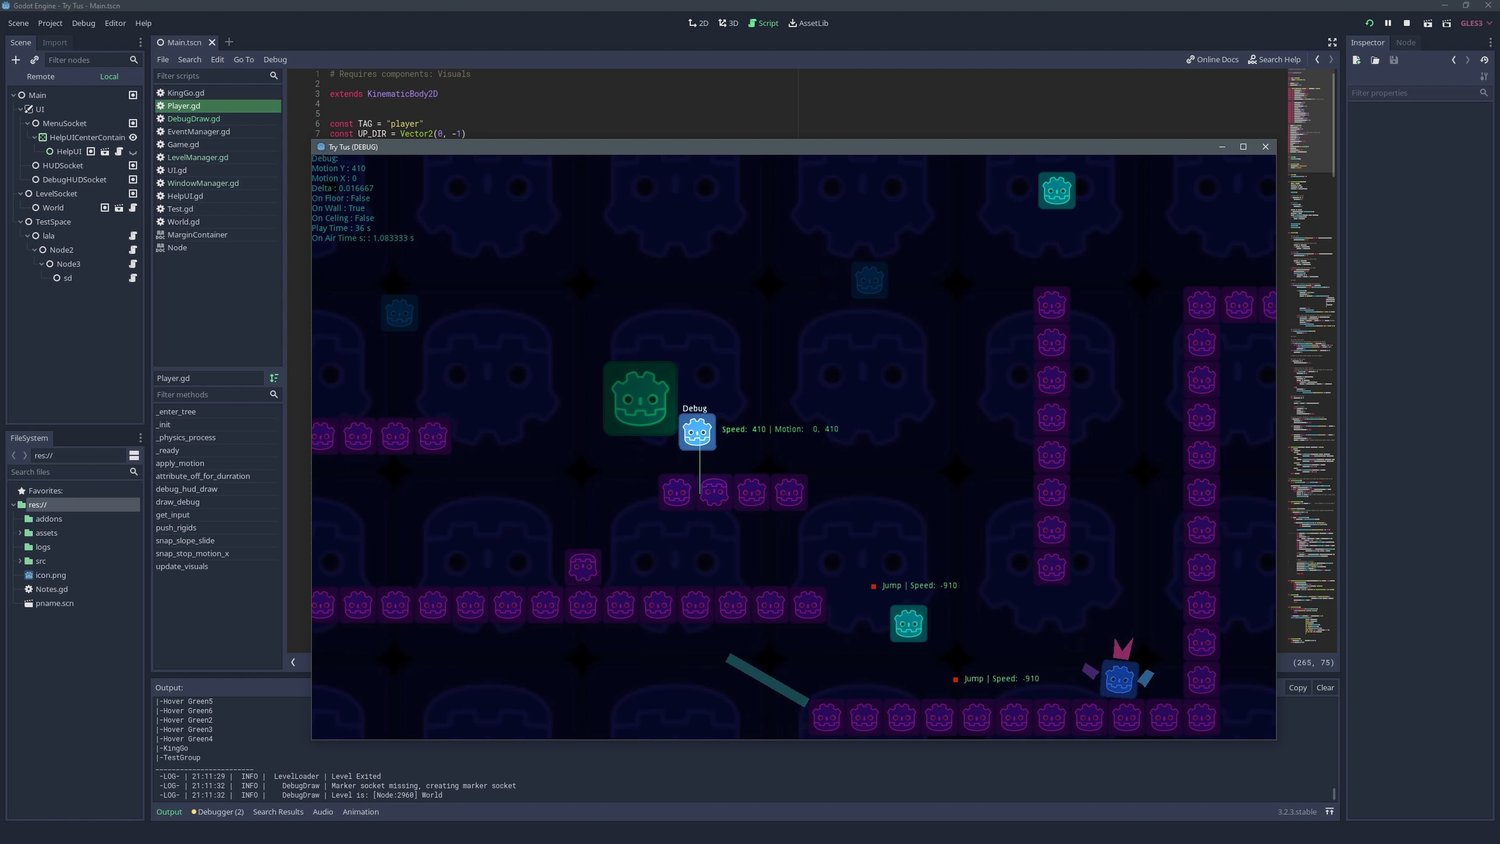 Godot Engine - Try Tus - Main.tscn
Scene Project Debug Editor Help
2D 3D Script AssetLib
GLES3
Scene Import
Filter nodes
Remote Local
Main
UI
MenuSocket
HelpUICenterContain
HelpUI
HUDSocket
DebugHUDSocket
LevelSocket
World
TestSpace
lala
Node2
Node3
sd
FileSystem
res://
Search files
Favorites:
res://
addons
assets
logs
src
icon.png
Notes.gd
pname.scn
Main.tscn
File Search Edit Go To Debug
Online Docs Search Help
Filter scripts
KingGo.gd
Player.gd
DebugDraw.gd
EventManager.gd
Game.gd
LevelManager.gd
UI.gd
WindowManager.gd
HelpUI.gd
Test.gd
World.gd
MarginContainer
Node
Player.gd
Filter methods
_enter_tree
_init
_physics_process
_ready
apply_motion
attribute_off_for_durration
debug_hud_draw
draw_debug
get_input
push_rigids
snap_slope_slide
snap_stop_motion_x
update_visuals
1 # Requires components: Visuals
2
3 extends KinematicBody2D
4
5
6 const TAG = "player"
7 const UP_DIR = Vector2(0, -1)
Try Tus (DEBUG)
Debug:
Motion Y : 410
Motion X : 0
Delta : 0.016667
On Floor : False
On Wall : True
On Celing : False
Play Time : 36 s
On Air Time s: : 1.083333 s
Debug
Speed: 410 | Motion: 0, 410
Jump | Speed: -910
Jump | Speed: -910
(265, 75)
Output:
Copy Clear
|-Hover Green5
|-Hover Green6
|-Hover Green2
|-Hover Green3
|-Hover Green4
|-KingGo
|-TestGroup
-LOG- | 21:11:29 | INFO | LevelLoader | Level Exited
-LOG- | 21:11:32 | INFO | DebugDraw | Marker socket missing, creating marker socket
-LOG- | 21:11:32 | INFO | DebugDraw | Level is: [Node:2960] World
Output Debugger (2) Search Results Audio Animation
3.2.3.stable
Inspector Node
Filter properties